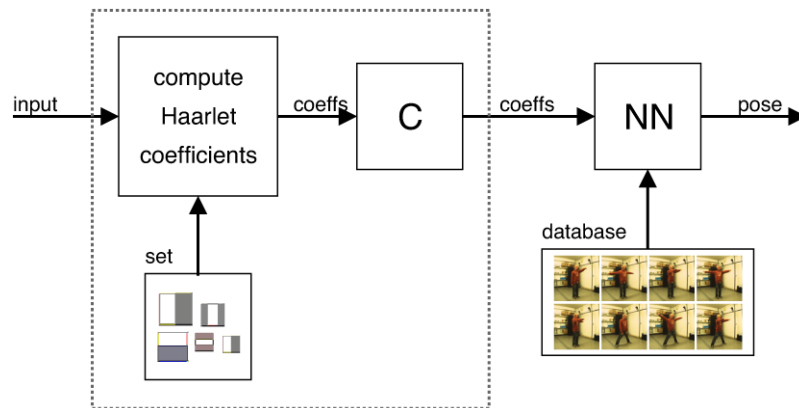 input
compute
Haarlet
coefficients
coeffs
C
coeffs
NN
pose
set
database